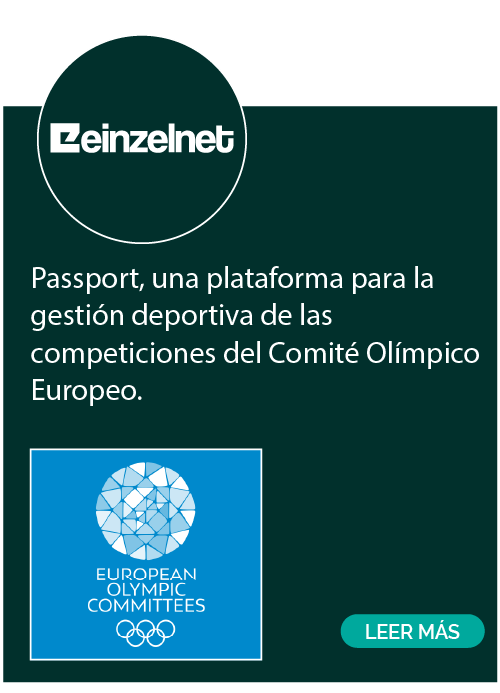 einzelnet
Passport, una plataforma para la
gestión deportiva de las
competiciones del Comité Olímpico
Europeo.
EUROPEAN
OLYMPIC
COMMITTEES
LEER MÁS